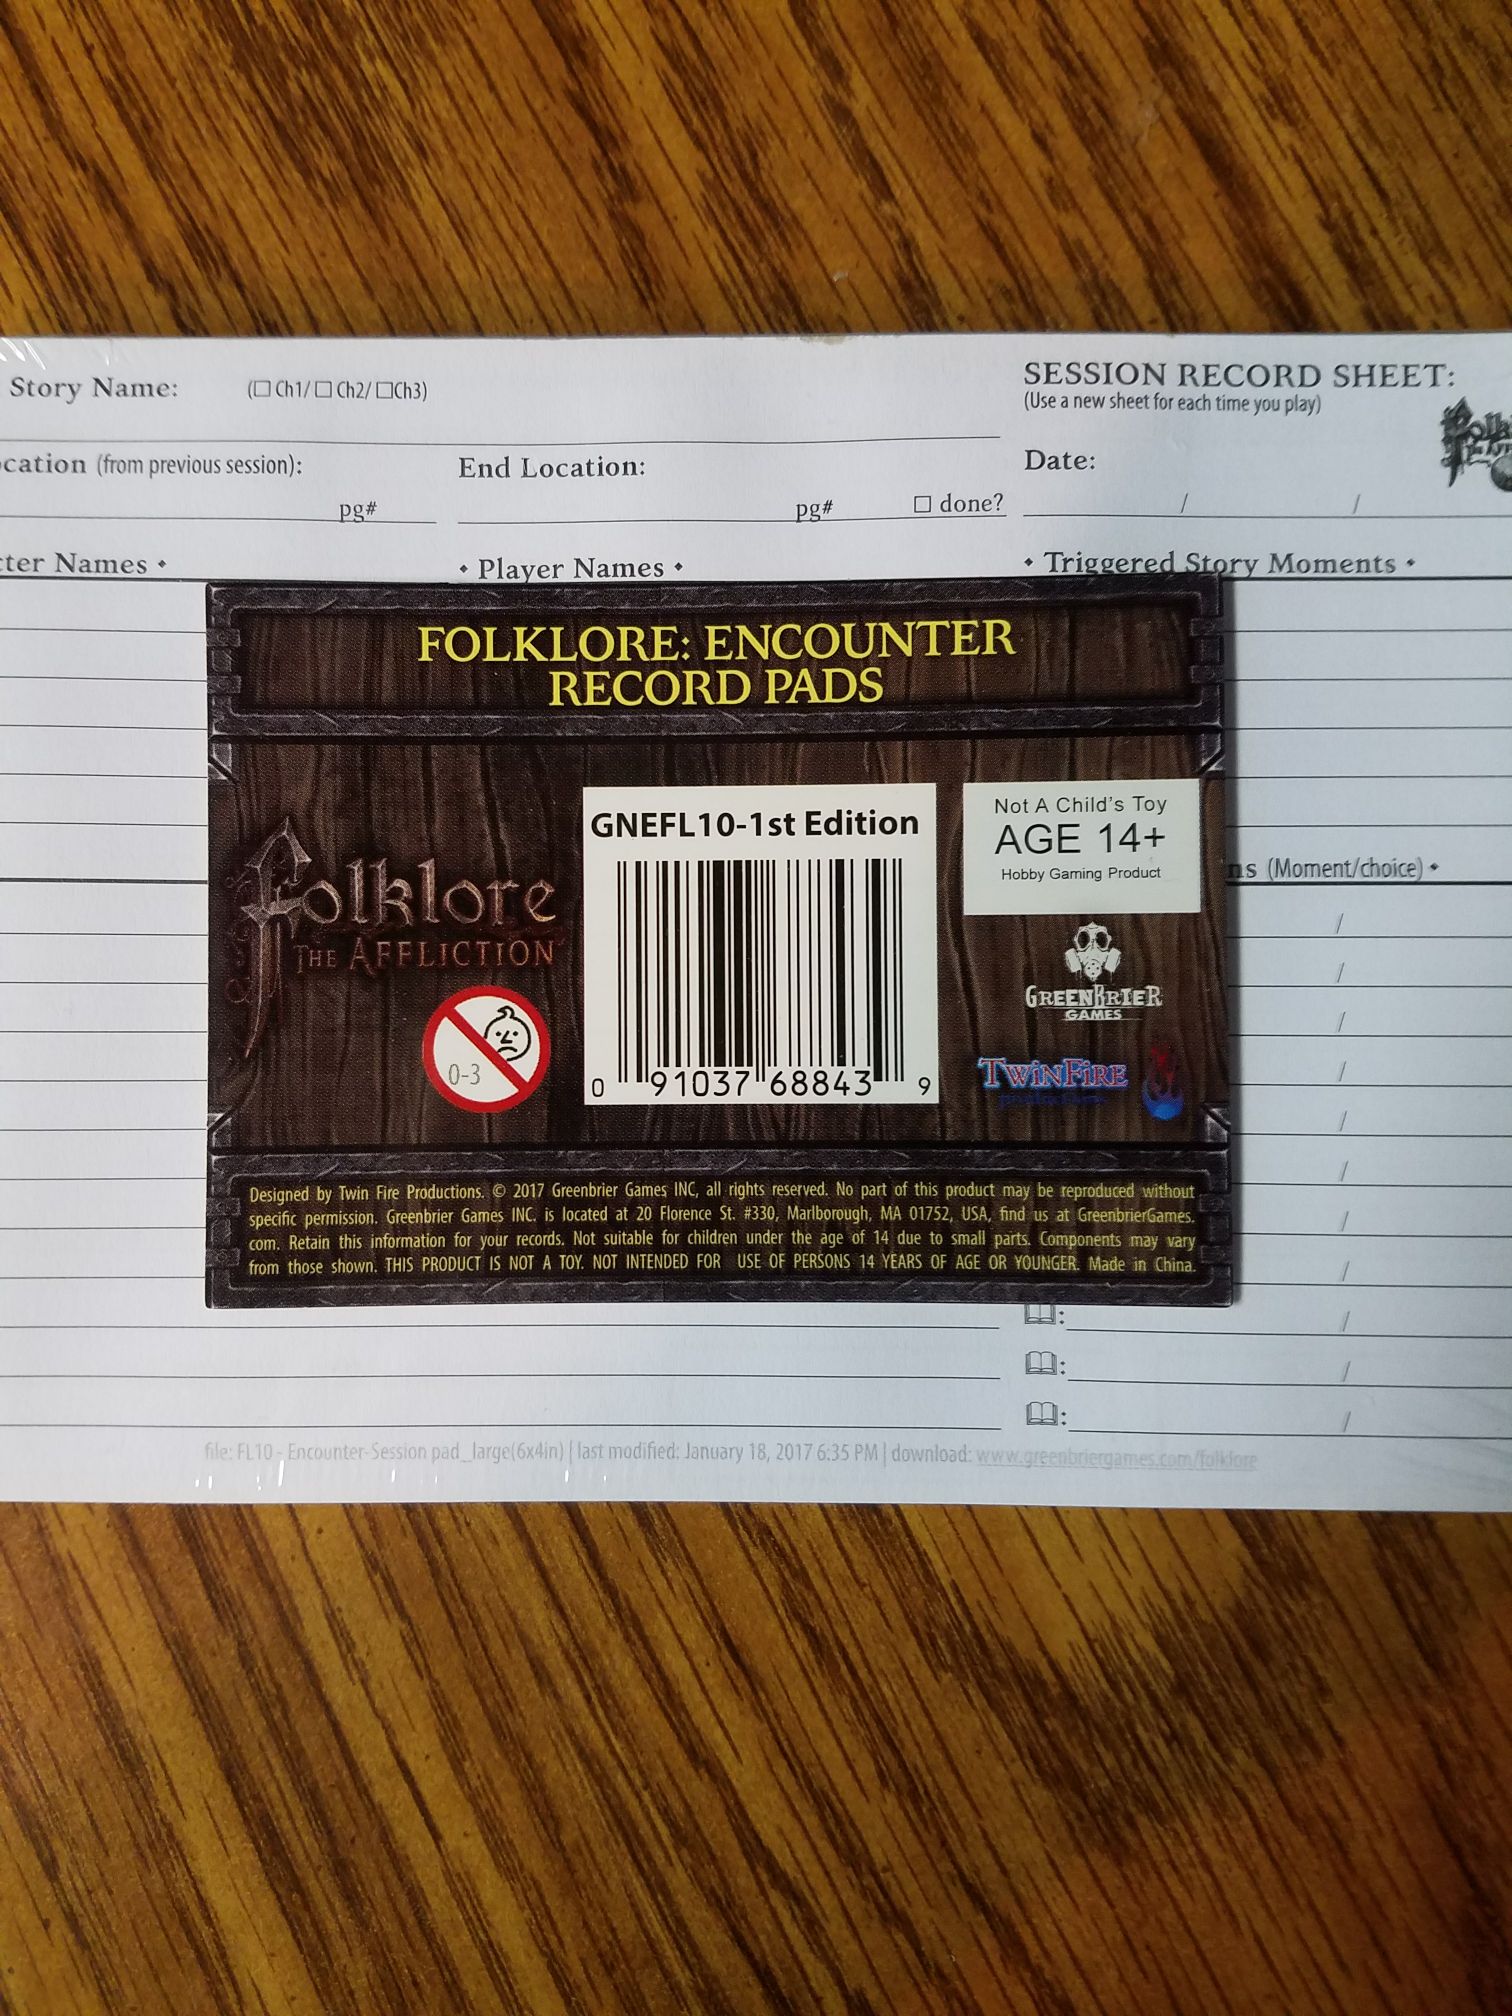 Story Name: (☐ Ch1/ ☐ Ch2/ ☐Ch3)
SESSION RECORD SHEET:
(Use a new sheet for each time you play)
cation (from previous session):
End Location:
Date:
pg#
pg# ☐ done?
/ /
ter Names •
• Player Names •
• Triggered Story Moments •
FOLKLORE: ENCOUNTER
RECORD PADS
GNEFL10-1st Edition
Not A Child's Toy
AGE 14+
Hobby Gaming Product
ns (Moment/choice) •
Folklore
THE AFFLICTION
GREENBRIER
GAMES
0-3
TWINFIRE
productions
0 91037 68843 9
Designed by Twin Fire Productions. © 2017 Greenbrier Games INC, all rights reserved. No part of this product may be reproduced without
specific permission. Greenbrier Games INC. is located at 20 Florence St. #330, Marlborough, MA 01752, USA, find us at GreenbrierGames.
com. Retain this information for your records. Not suitable for children under the age of 14 due to small parts. Components may vary
from those shown. THIS PRODUCT IS NOT A TOY. NOT INTENDED FOR USE OF PERSONS 14 YEARS OF AGE OR YOUNGER. Made in China.
file: FL10 - Encounter-Session pad_large(6x4in) | last modified: January 18, 2017 6:35 PM | download: www.greenbriergames.com/folklore